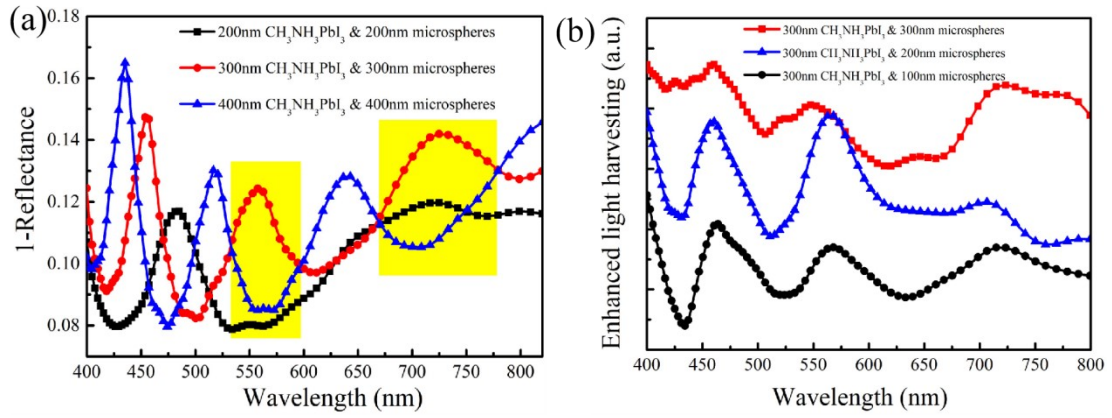 (a)
0.18
0.16
0.14
0.12
0.10
0.08
1-Reflectance
200nm CH₃NH₃PbI₃ & 200nm microspheres
300nm CH₃NH₃PbI₃ & 300nm microspheres
400nm CH₃NH₃PbI₃ & 400nm microspheres
400 450 500 550 600 650 700 750 800
Wavelength (nm)
(b)
Enhanced light harvesting (a.u.)
300nm CH₃NH₃PbI₃ & 300nm microspheres
300nm CH₃NH₃PbI₃ & 200nm microspheres
300nm CH₃NH₃PbI₃ & 100nm microspheres
400 450 500 550 600 650 700 750 800
Wavelength (nm)